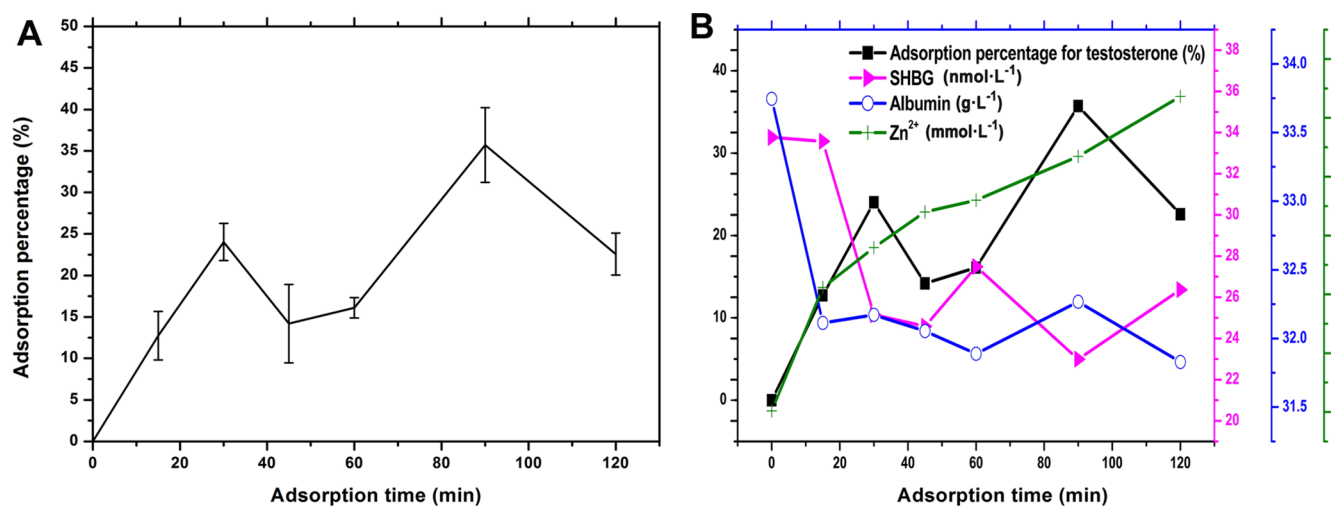 A
50
45
40
35
30
25
20
15
10
5
0
Adsorption percentage (%)
0 20 40 60 80 100 120
Adsorption time (min)
B
Adsorption percentage for testosterone (%)
SHBG (nmol·L⁻¹)
Albumin (g·L⁻¹)
Zn²⁺ (mmol·L⁻¹)
40
30
20
10
0
0 20 40 60 80 100 120
Adsorption time (min)
38
36
34
32
30
28
26
24
22
20
34.0
33.5
33.0
32.5
32.0
31.5